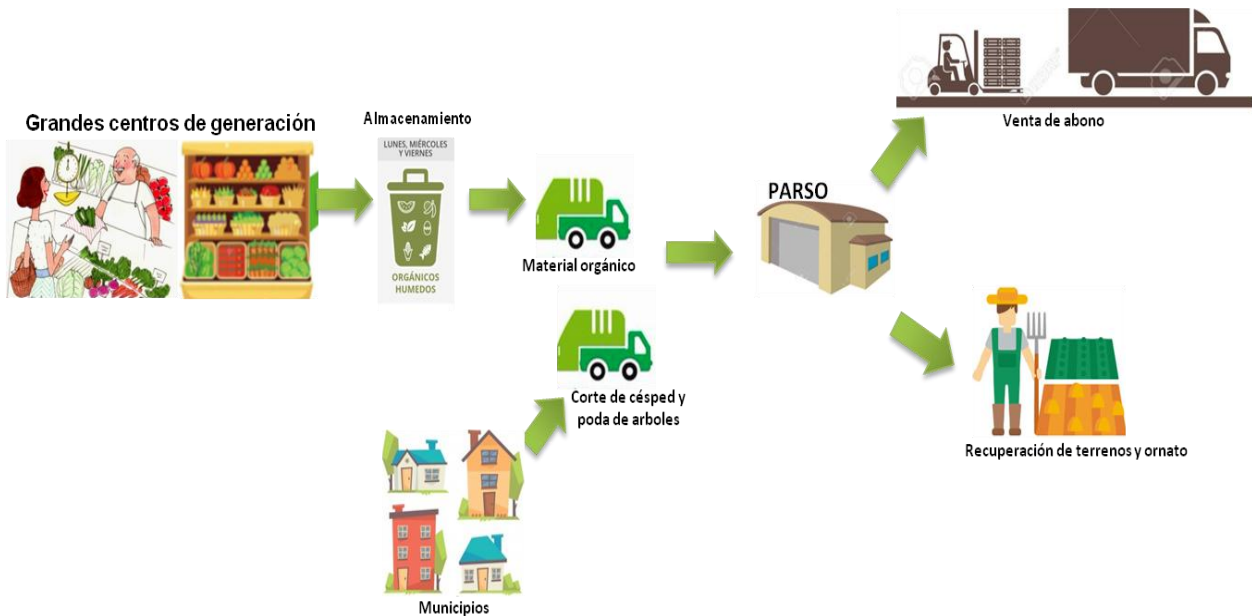 Grandes centros de generación
Almacenamiento
LUNES, MIÉRCOLES
Y VIERNES
ORGÁNICOS
HUMEDOS
Material orgánico
Corte de césped y
poda de arboles
Municipios
PARSO
Venta de abono
Recuperación de terrenos y ornato